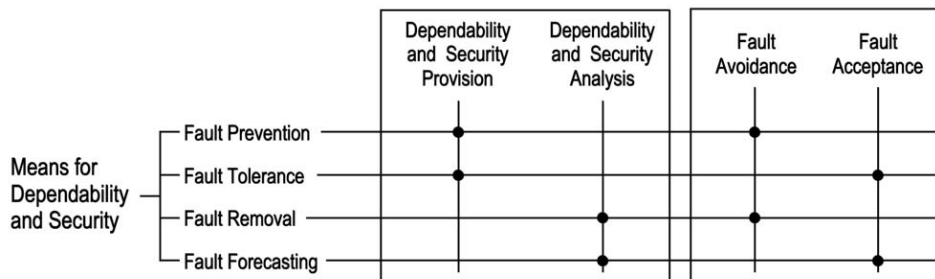 Dependability
and Security
Provision
Dependability
and Security
Analysis
Fault
Avoidance
Fault
Acceptance
Means for
Dependability
and Security
Fault Prevention
Fault Tolerance
Fault Removal
Fault Forecasting